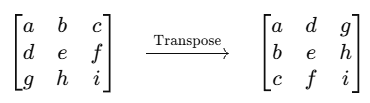 a b c Transpose a d g
d e f b e h
g h i c f i